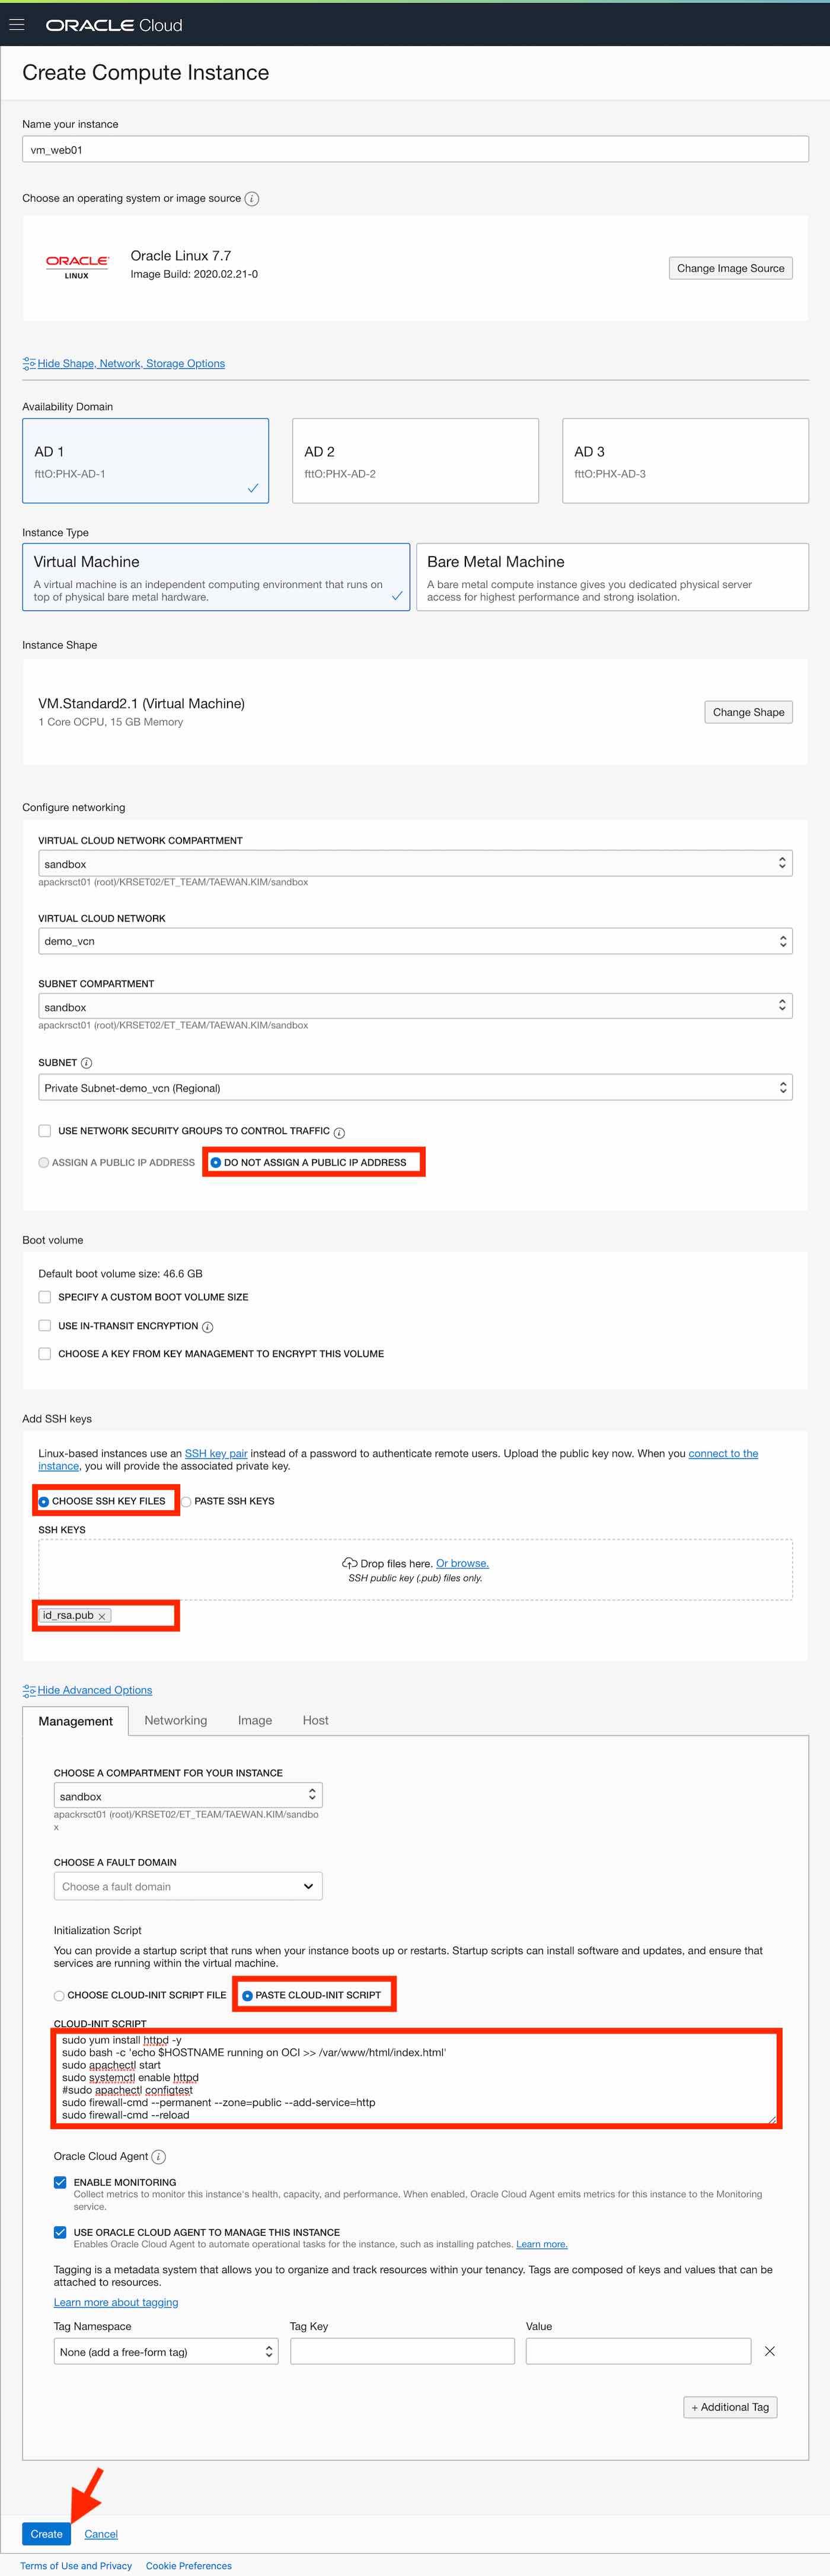 ORACLE Cloud
Create Compute Instance
Name your instance
vm_web01
Choose an operating system or image source i
ORACLE
LINUX
Oracle Linux 7.7
Image Build: 2020.02.21-0
Change Image Source
Hide Shape, Network, Storage Options
Availability Domain
AD 1
fttO:PHX-AD-1
AD 2
fttO:PHX-AD-2
AD 3
fttO:PHX-AD-3
Instance Type
Virtual Machine
A virtual machine is an independent computing environment that runs on
top of physical bare metal hardware.
Bare Metal Machine
A bare metal compute instance gives you dedicated physical server
access for highest performance and strong isolation.
Instance Shape
VM.Standard2.1 (Virtual Machine)
1 Core OCPU, 15 GB Memory
Change Shape
Configure networking
VIRTUAL CLOUD NETWORK COMPARTMENT
sandbox
apackrsct01 (root)/KRSET02/ET_TEAM/TAEWAN.KIM/sandbox
VIRTUAL CLOUD NETWORK
demo_vcn
SUBNET COMPARTMENT
sandbox
apackrsct01 (root)/KRSET02/ET_TEAM/TAEWAN.KIM/sandbox
SUBNET i
Private Subnet-demo_vcn (Regional)
USE NETWORK SECURITY GROUPS TO CONTROL TRAFFIC i
ASSIGN A PUBLIC IP ADDRESS DO NOT ASSIGN A PUBLIC IP ADDRESS
Boot volume
Default boot volume size: 46.6 GB
SPECIFY A CUSTOM BOOT VOLUME SIZE
USE IN-TRANSIT ENCRYPTION i
CHOOSE A KEY FROM KEY MANAGEMENT TO ENCRYPT THIS VOLUME
Add SSH keys
Linux-based instances use an SSH key pair instead of a password to authenticate remote users. Upload the public key now. When you connect to the
instance, you will provide the associated private key.
CHOOSE SSH KEY FILES PASTE SSH KEYS
SSH KEYS
Drop files here. Or browse.
SSH public key (.pub) files only.
id_rsa.pub ×
Hide Advanced Options
Management Networking Image Host
CHOOSE A COMPARTMENT FOR YOUR INSTANCE
sandbox
apackrsct01 (root)/KRSET02/ET_TEAM/TAEWAN.KIM/sandbo
x
CHOOSE A FAULT DOMAIN
Choose a fault domain
Initialization Script
You can provide a startup script that runs when your instance boots up or restarts. Startup scripts can install software and updates, and ensure that
services are running within the virtual machine.
CHOOSE CLOUD-INIT SCRIPT FILE PASTE CLOUD-INIT SCRIPT
CLOUD-INIT SCRIPT
sudo yum install httpd -y
sudo bash -c 'echo $HOSTNAME running on OCI >> /var/www/html/index.html'
sudo apachectl start
sudo systemctl enable httpd
#sudo apachectl configtest
sudo firewall-cmd --permanent --zone=public --add-service=http
sudo firewall-cmd --reload
Oracle Cloud Agent i
ENABLE MONITORING
Collect metrics to monitor this instance's health, capacity, and performance. When enabled, Oracle Cloud Agent emits metrics for this instance to the Monitoring
service.
USE ORACLE CLOUD AGENT TO MANAGE THIS INSTANCE
Enables Oracle Cloud Agent to automate operational tasks for the instance, such as installing patches. Learn more.
Tagging is a metadata system that allows you to organize and track resources within your tenancy. Tags are composed of keys and values that can be
attached to resources.
Learn more about tagging
Tag Namespace Tag Key Value
None (add a free-form tag)
+ Additional Tag
Create Cancel
Terms of Use and Privacy Cookie Preferences